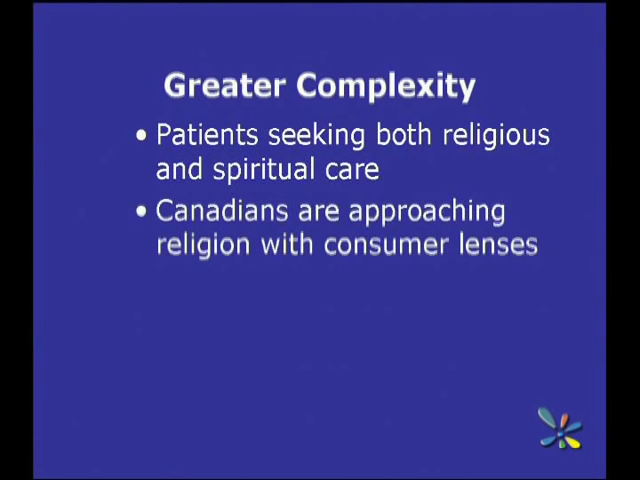 Greater Complexity
• Patients seeking both religious
and spiritual care
• Canadians are approaching
religion with consumer lenses